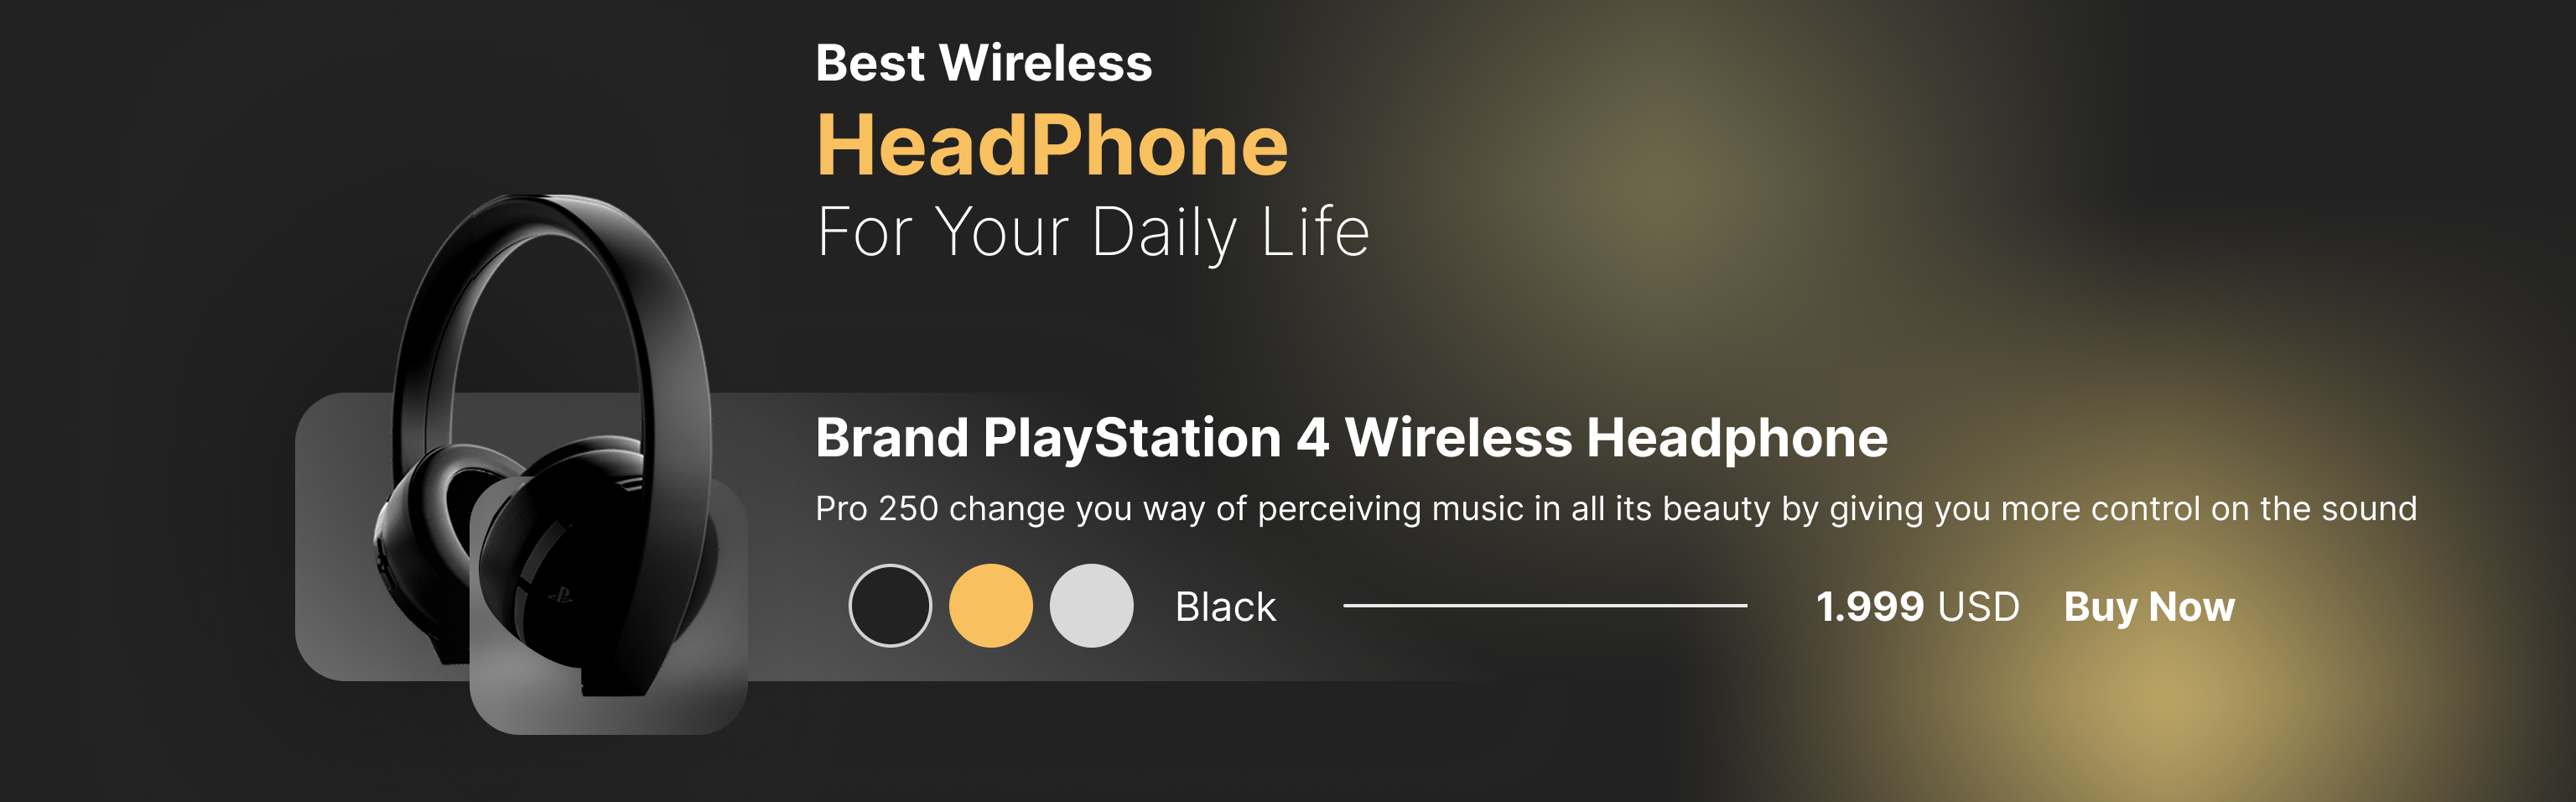 Best Wireless
HeadPhone
For Your Daily Life
Brand PlayStation 4 Wireless Headphone
Pro 250 change you way of perceiving music in all its beauty by giving you more control on the sound
Black 1.999 USD Buy Now